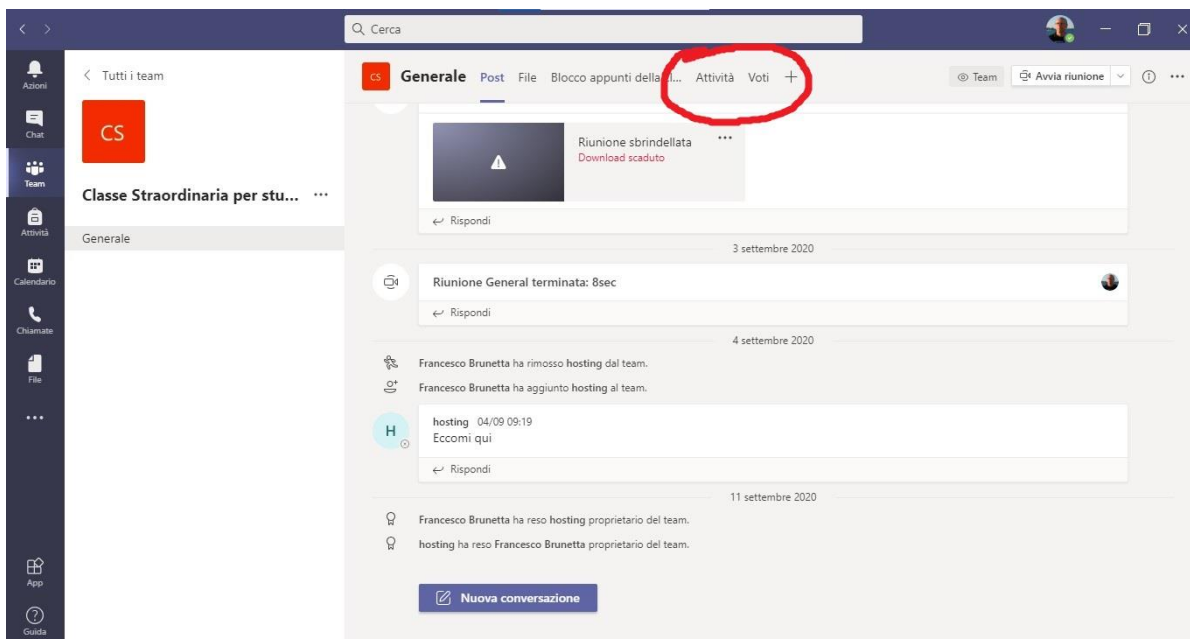 Cerca
Azioni
Chat
Team
Attività
Calendario
Chiamate
File
App
Guida
Tutti i team
CS
Classe Straordinaria per stu...
Generale
CS
Generale Post File Blocco appunti della cl... Attività Voti
Team
Avvia riunione
Riunione sbrindellata
Download scaduto
Rispondi
3 settembre 2020
Riunione General terminata: 8sec
Rispondi
4 settembre 2020
Francesco Brunetta ha rimosso hosting dal team.
Francesco Brunetta ha aggiunto hosting al team.
H
hosting 04/09 09:19
Eccomi qui
Rispondi
11 settembre 2020
Francesco Brunetta ha reso hosting proprietario del team.
hosting ha reso Francesco Brunetta proprietario del team.
Nuova conversazione